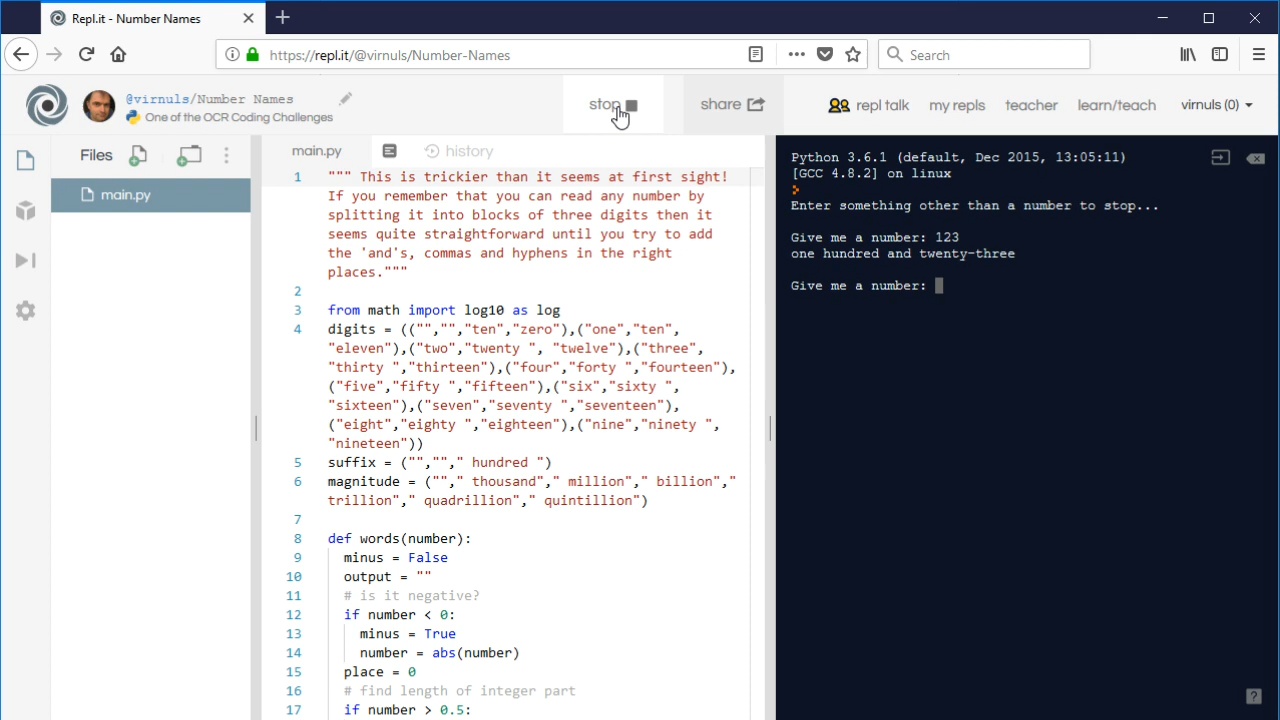 Repl.it - Number Names
https://repl.it/@virnuls/Number-Names
Search
@virnuls/Number Names
One of the OCR Coding Challenges
stop
share
repl talk
my repls
teacher
learn/teach
virnuls (0)
Files
main.py
main.py
history
1 """ This is trickier than it seems at first sight!
If you remember that you can read any number by
splitting it into blocks of three digits then it
seems quite straightforward until you try to add
the 'and's, commas and hyphens in the right
places."""
2
3 from math import log10 as log
4 digits = (("","","ten","zero"),("one","ten",
"eleven"),("two","twenty ", "twelve"),("three",
"thirty ","thirteen"),("four","forty ","fourteen"),
("five","fifty ","fifteen"),("six","sixty ",
"sixteen"),("seven","seventy ","seventeen"),
("eight","eighty ","eighteen"),("nine","ninety ",
"nineteen"))
5 suffix = ("",""," hundred ")
6 magnitude = (""," thousand"," million"," billion","
trillion"," quadrillion"," quintillion")
7
8 def words(number):
9 minus = False
10 output = ""
11 # is it negative?
12 if number < 0:
13 minus = True
14 number = abs(number)
15 place = 0
16 # find length of integer part
17 if number > 0.5:
Python 3.6.1 (default, Dec 2015, 13:05:11)
[GCC 4.8.2] on linux
Enter something other than a number to stop...
Give me a number: 123
one hundred and twenty-three
Give me a number: